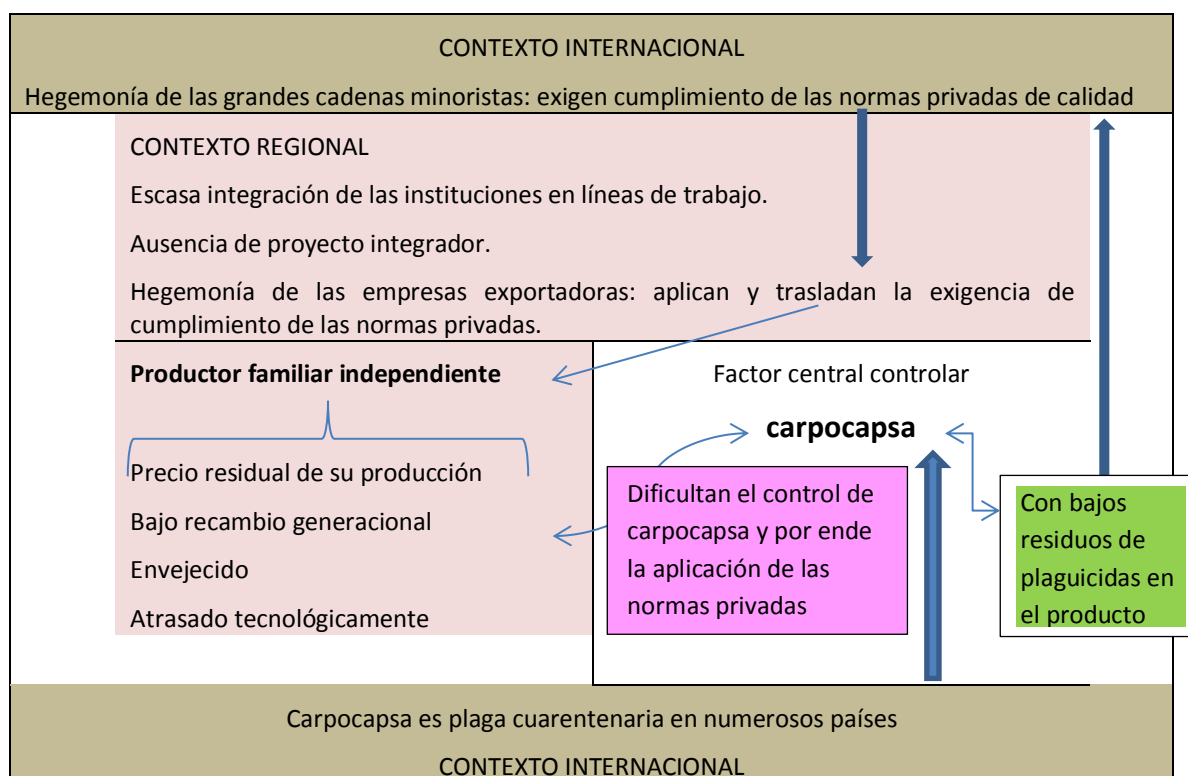 CONTEXTO INTERNACIONAL
Hegemonía de las grandes cadenas minoristas: exigen cumplimiento de las normas privadas de calidad
CONTEXTO REGIONAL
Escasa integración de las instituciones en líneas de trabajo.
Ausencia de proyecto integrador.
Hegemonía de las empresas exportadoras: aplican y trasladan la exigencia de
cumplimiento de las normas privadas.
Productor familiar independiente
Precio residual de su producción
Bajo recambio generacional
Envejecido
Atrasado tecnológicamente
Factor central controlar
carpocapsa
Dificultan el control de
carpocapsa y por ende
la aplicación de las
normas privadas
Con bajos
residuos de
plaguicidas en
el producto
Carpocapsa es plaga cuarentenaria en numerosos países
CONTEXTO INTERNACIONAL